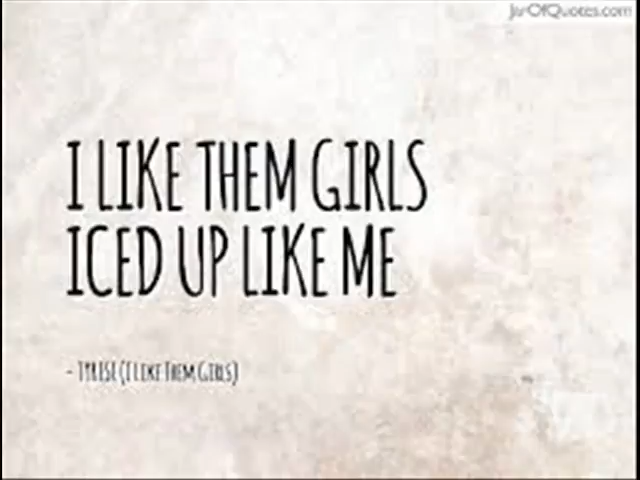 JarOfQuotes.com
I LIKE THEM GIRLS
ICED UP LIKE ME
- TYRESE (I LIKE THEM GIRLS)